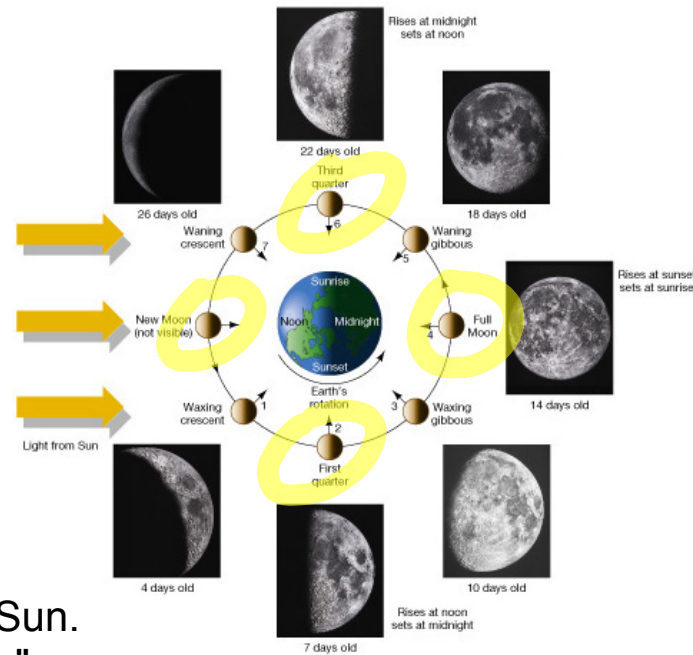 Rises at midnight
sets at noon
22 days old
Third
quarter
26 days old
18 days old
Waning
crescent
7
6
Waning
gibbous
5
Rises at sunset
sets at sunrise
Sunrise
New Moon
(not visible)
Noon
Midnight
4
Full
Moon
Sunset
Earth's
rotation
14 days old
Waxing
crescent
1
2
3
Waxing
gibbous
Light from Sun
First
quarter
4 days old
10 days old
Rises at noon
sets at midnight
7 days old
Sun.
"